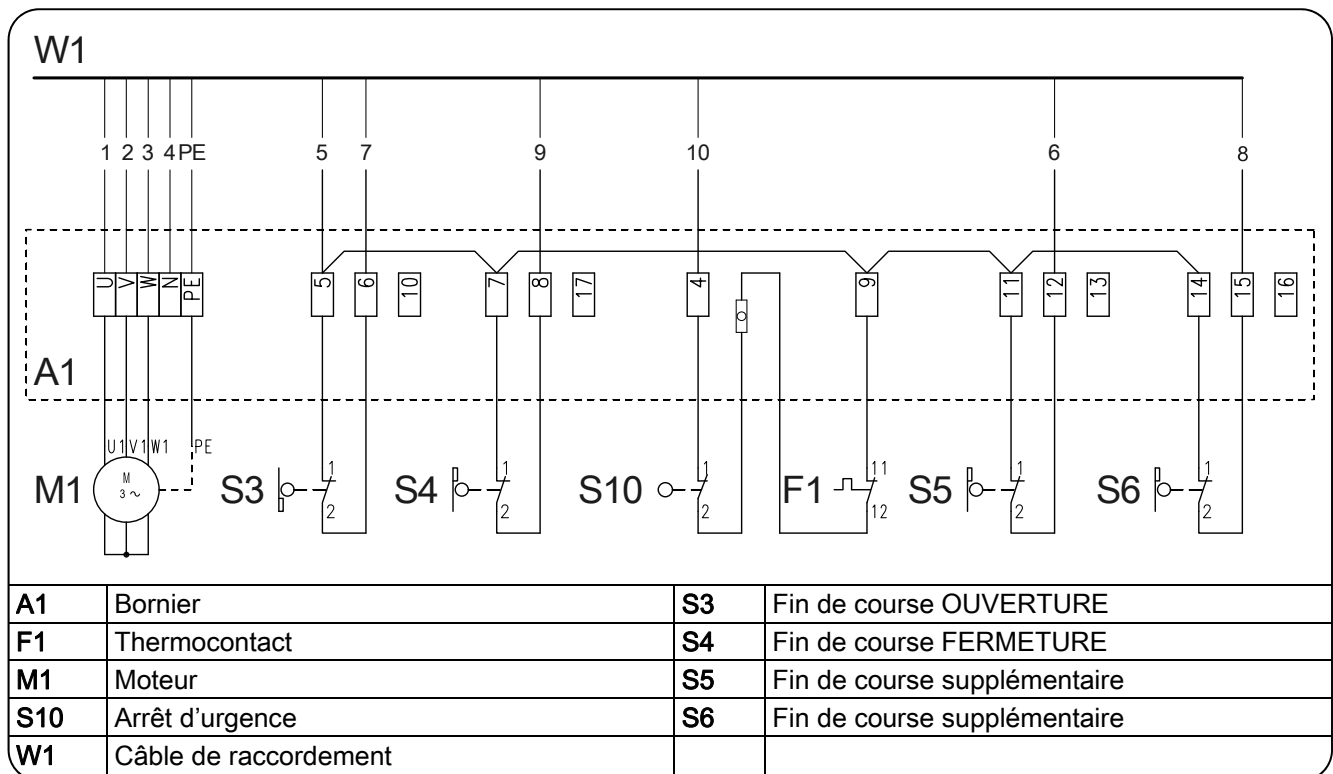 W1
1 2 3 4 PE 5 7 9 10 6 8
U V W N PE 5 6 10 7 8 17 4 9 11 12 13 14 15 16
A1
U1 V1 W1 PE 1 1 1 11 1 1
M1 M 3 ~ S3 S4 S10 F1 S5 S6
2 2 2 12 2 2
A1 Bornier S3 Fin de course OUVERTURE
F1 Thermocontact S4 Fin de course FERMETURE
M1 Moteur S5 Fin de course supplémentaire
S10 Arrêt d’urgence S6 Fin de course supplémentaire
W1 Câble de raccordement